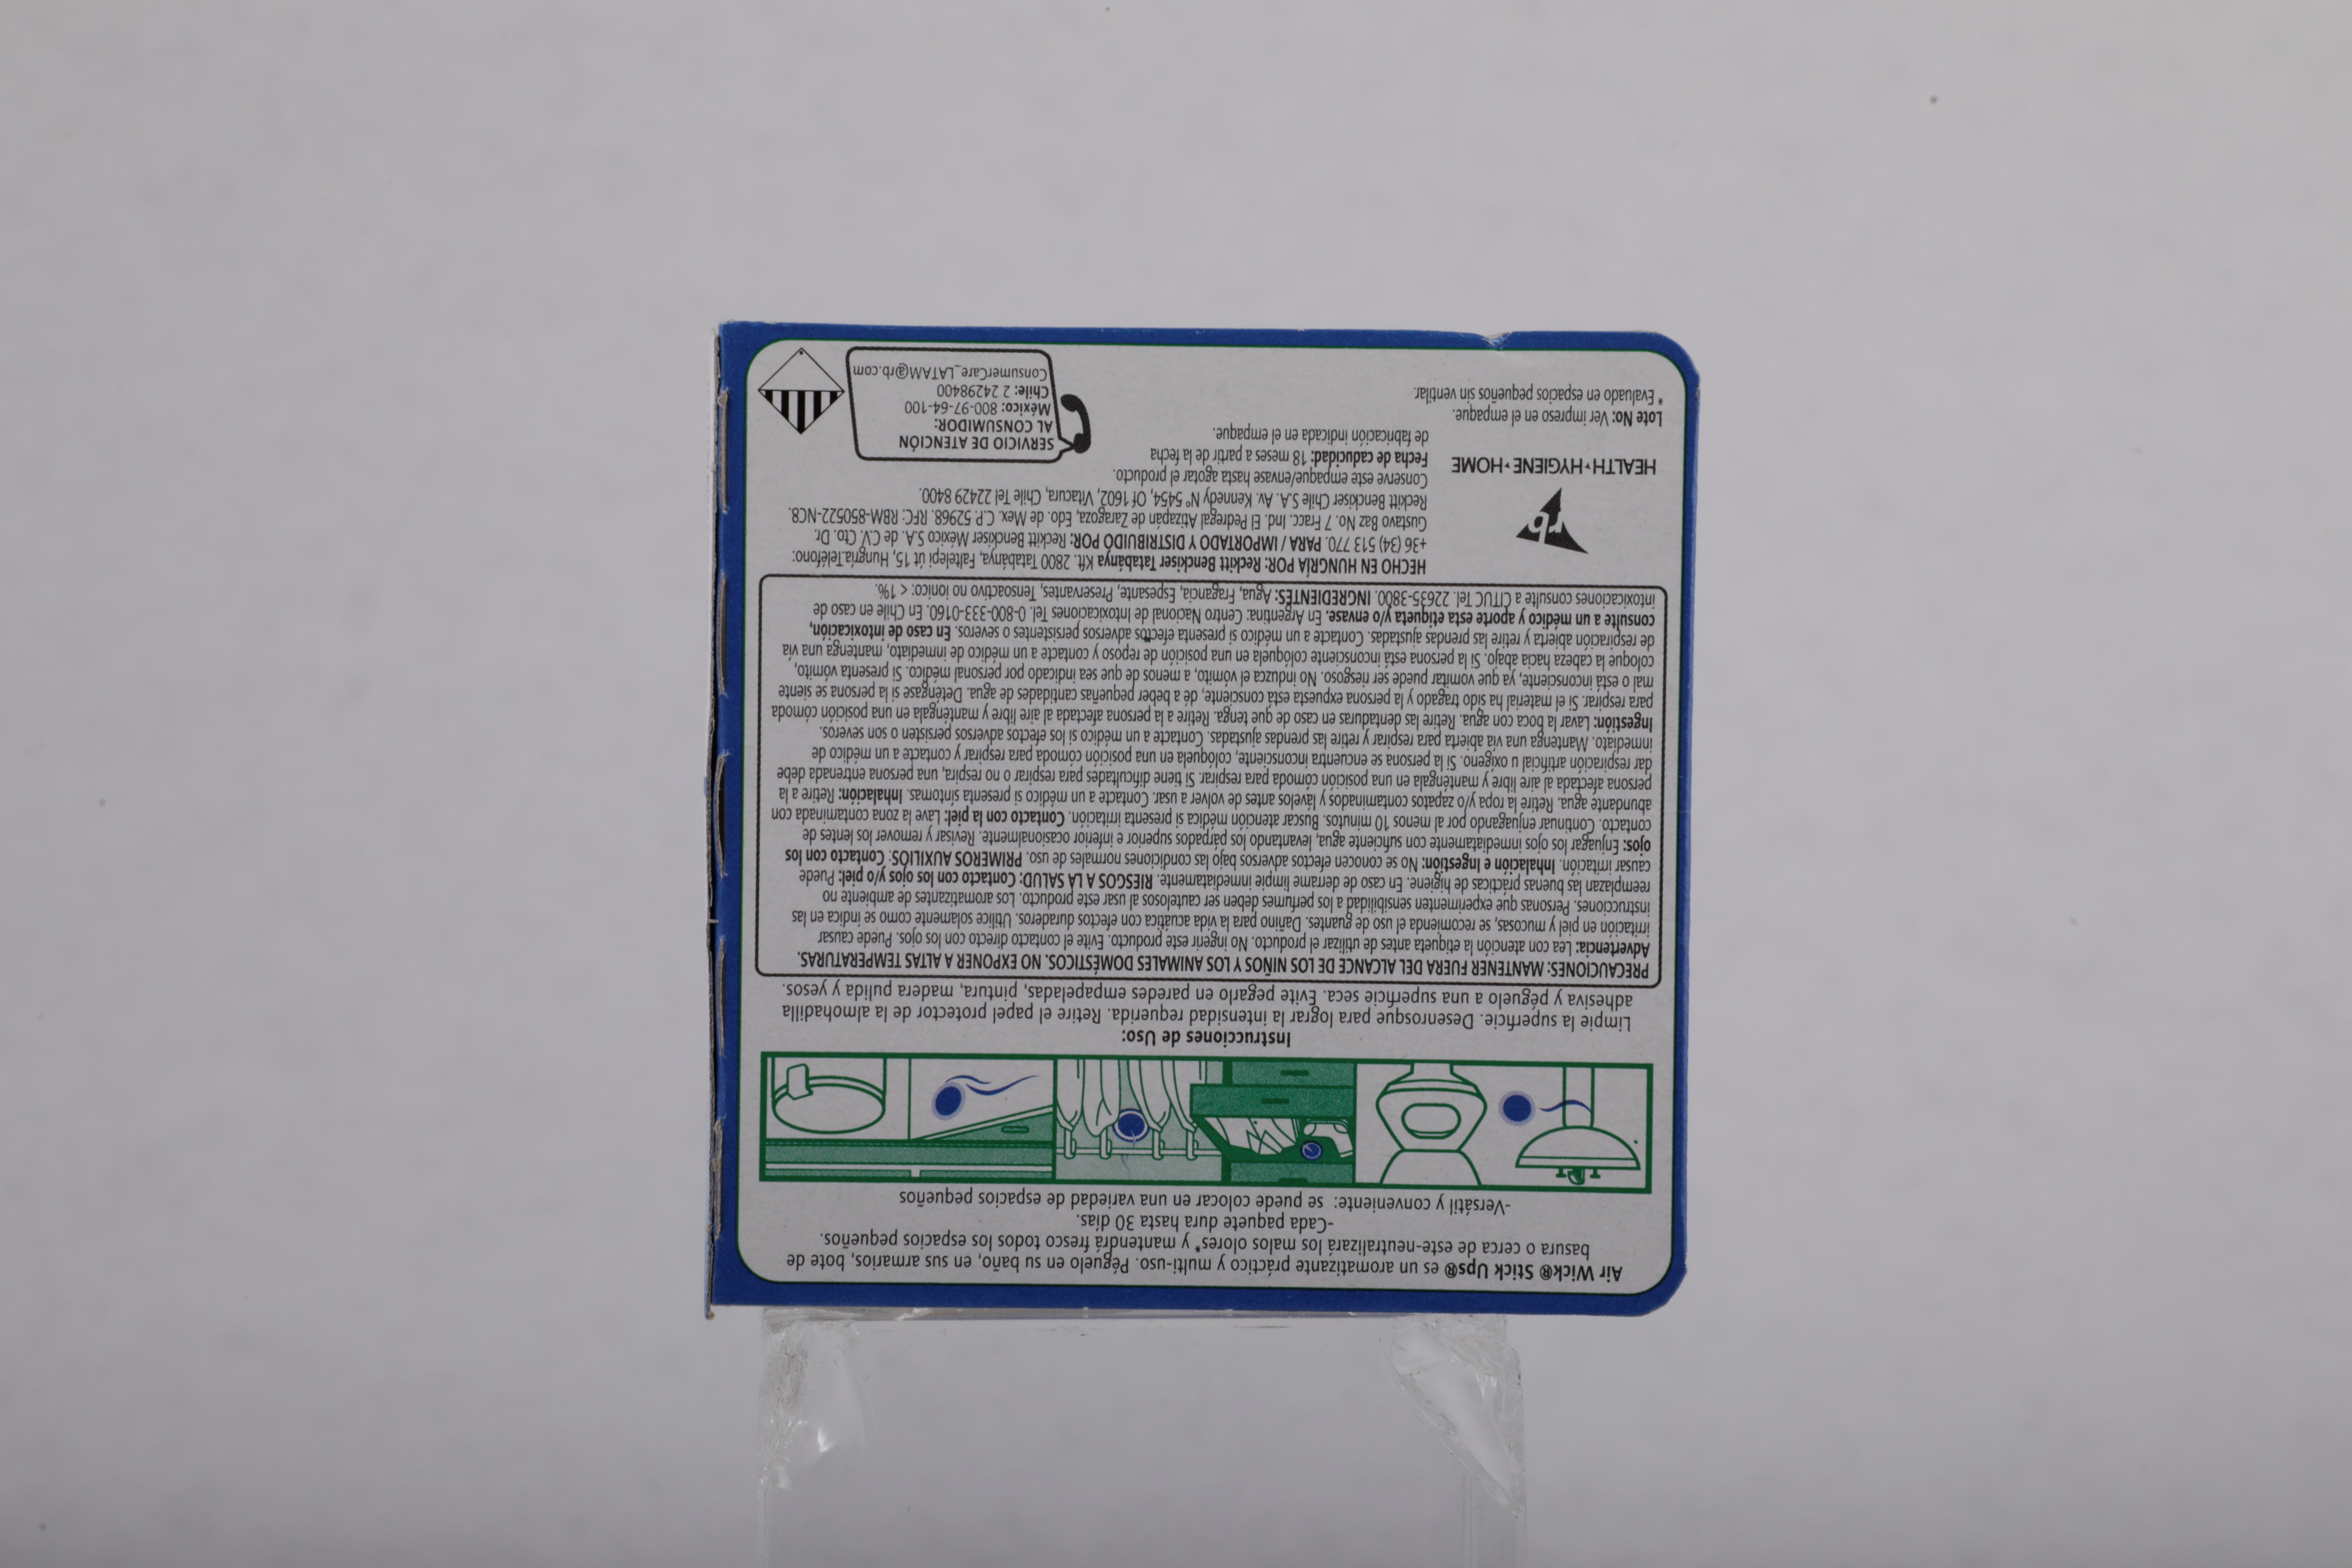 Air Wick® Stick Ups® es un aromatizante práctico y multi-uso. Péguelo en su baño, en sus armarios, bote de
basura o cerca de este-neutralizará los malos olores* y mantendrá fresco todos los espacios pequeños.
-Cada paquete dura hasta 30 días.
-Versátil y conveniente: se puede colocar en una variedad de espacios pequeños
Instrucciones de Uso:
Limpie la superficie. Desenrosque para lograr la intensidad requerida. Retire el papel protector de la almohadilla
adhesiva y péguelo a una superficie seca. Evite pegarlo en paredes empapeladas, pintura, madera pulida y yesos.
PRECAUCIONES: MANTENER FUERA DEL ALCANCE DE LOS NIÑOS Y LOS ANIMALES DOMÉSTICOS. NO EXPONER A ALTAS TEMPERATURAS.
Advertencia: Lea con atención la etiqueta antes de utilizar el producto. No ingerir este producto. Evite el contacto directo con los ojos. Puede causar
irritación en piel y mucosas, se recomienda el uso de guantes. Dañino para la vida acuática con efectos duraderos. Utilice solamente como se indica en las
instrucciones. Personas que experimenten sensibilidad a los perfumes deben ser cautelosos al usar este producto. Los aromatizantes de ambiente no
reemplazan las buenas prácticas de higiene. En caso de derrame limpie inmediatamente. RIESGOS A LA SALUD: Contacto con los ojos y/o piel: Puede
causar irritación. Inhalación e Ingestión: No se conocen efectos adversos bajo las condiciones normales de uso. PRIMEROS AUXILIOS: Contacto con los
ojos: Enjuagar los ojos inmediatamente con suficiente agua, levantando los párpados superior e inferior ocasionalmente. Revisar y remover los lentes de
contacto. Continuar enjuagando por al menos 10 minutos. Buscar atención médica si presenta irritación. Contacto con la piel: Lave la zona contaminada con
abundante agua. Retire la ropa y/o zapatos contaminados y lávelos antes de volver a usar. Contacte a un médico si presenta síntomas. Inhalación: Retire a la
persona afectada al aire libre y manténgala en una posición cómoda para respirar. Si tiene dificultades para respirar o no respira, una persona entrenada debe
dar respiración artificial u oxígeno. Si la persona se encuentra inconsciente, colóquela en una posición cómoda para respirar y contacte a un médico de
inmediato. Mantenga una vía abierta para respirar y retire las prendas ajustadas. Contacte a un médico si los efectos adversos persisten o son severos.
Ingestión: Lavar la boca con agua. Retire las dentaduras en caso de que tenga. Retire a la persona afectada al aire libre y manténgala en una posición cómoda
para respirar. Si el material ha sido tragado y la persona expuesta está consciente, dé a beber pequeñas cantidades de agua. Deténgase si la persona se siente
mal o está inconsciente, ya que vomitar puede ser riesgoso. No induzca el vómito, a menos de que sea indicado por personal médico. Si presenta vómito,
coloque la cabeza hacia abajo. Si la persona está inconsciente colóquela en una posición de reposo y contacte a un médico de inmediato, mantenga una vía
de respiración abierta y retire las prendas ajustadas. Contacte a un médico si presenta efectos adversos persistentes o severos. En caso de intoxicación,
consulte a un médico y aporte esta etiqueta y/o envase. En Argentina: Centro Nacional de Intoxicaciones Tel. 0-800-333-0160. En Chile en caso de
intoxicaciones consulte a CITUC Tel. 22635-3800. INGREDIENTES: Agua, Fragancia, Espesante, Preservantes, Tensoactivo no iónico: < 1%.
rb
HEALTH • HYGIENE • HOME
HECHO EN HUNGRÍA POR: Reckitt Benckiser Tatabánya Kft. 2800 Tatabánya, Faltelepi út 15, Hungría.Teléfono:
+36 (34) 513 770. PARA / IMPORTADO Y DISTRIBUIDO POR: Reckitt Benckiser México S.A. de C.V. Cto. Dr.
Gustavo Baz No. 7 Fracc. Ind. El Pedregal Atizapán de Zaragoza, Edo. de Mex. C.P. 52968. RFC: RBM-850522-NC8.
Reckitt Benckiser Chile S.A. Av. Kennedy N° 5454, Of 1602, Vitacura, Chile Tel 22429 8400.
Conserve este empaque/envase hasta agotar el producto.
Fecha de caducidad: 18 meses a partir de la fecha
de fabricación indicada en el empaque.
Lote No: Ver impreso en el empaque.
* Evaluado en espacios pequeños sin ventilar.
SERVICIO DE ATENCIÓN
AL CONSUMIDOR:
México: 800-97-64-100
Chile: 2 24298400
ConsumerCare_LATAM@rb.com